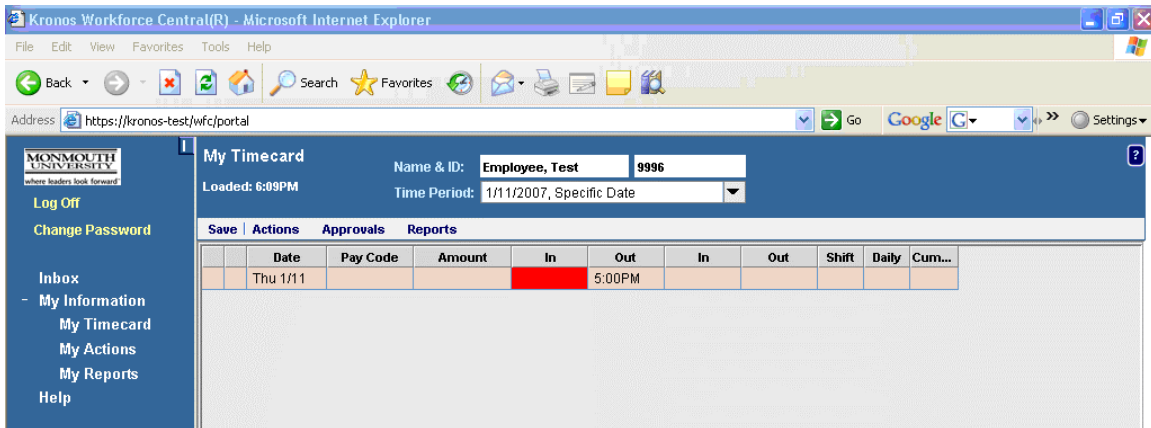 Kronos Workforce Central(R) - Microsoft Internet Explorer
File Edit View Favorites Tools Help
Back Search Favorites
Address https://kronos-test/wfc/portal Go Google G Settings
MONMOUTH
UNIVERSITY
where leaders look forward™
Log Off
Change Password
Inbox
- My Information
My Timecard
My Actions
My Reports
Help
My Timecard
Loaded: 6:09PM
Name & ID: Employee, Test 9996
Time Period: 1/11/2007, Specific Date
?
Save | Actions Approvals Reports
Date Pay Code Amount In Out In Out Shift Daily Cum...
Thu 1/11 5:00PM